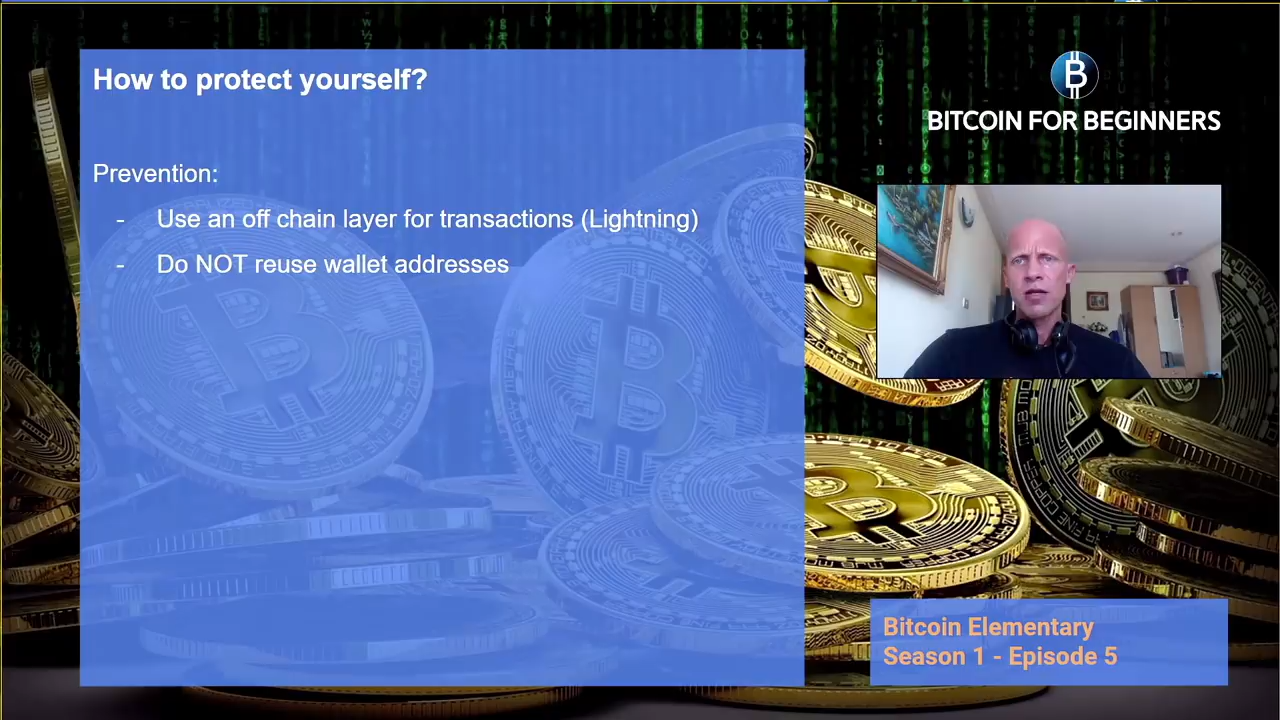 How to protect yourself?
Prevention:
- Use an off chain layer for transactions (Lightning)
- Do NOT reuse wallet addresses
BITCOIN FOR BEGINNERS
Bitcoin Elementary
Season 1 - Episode 5